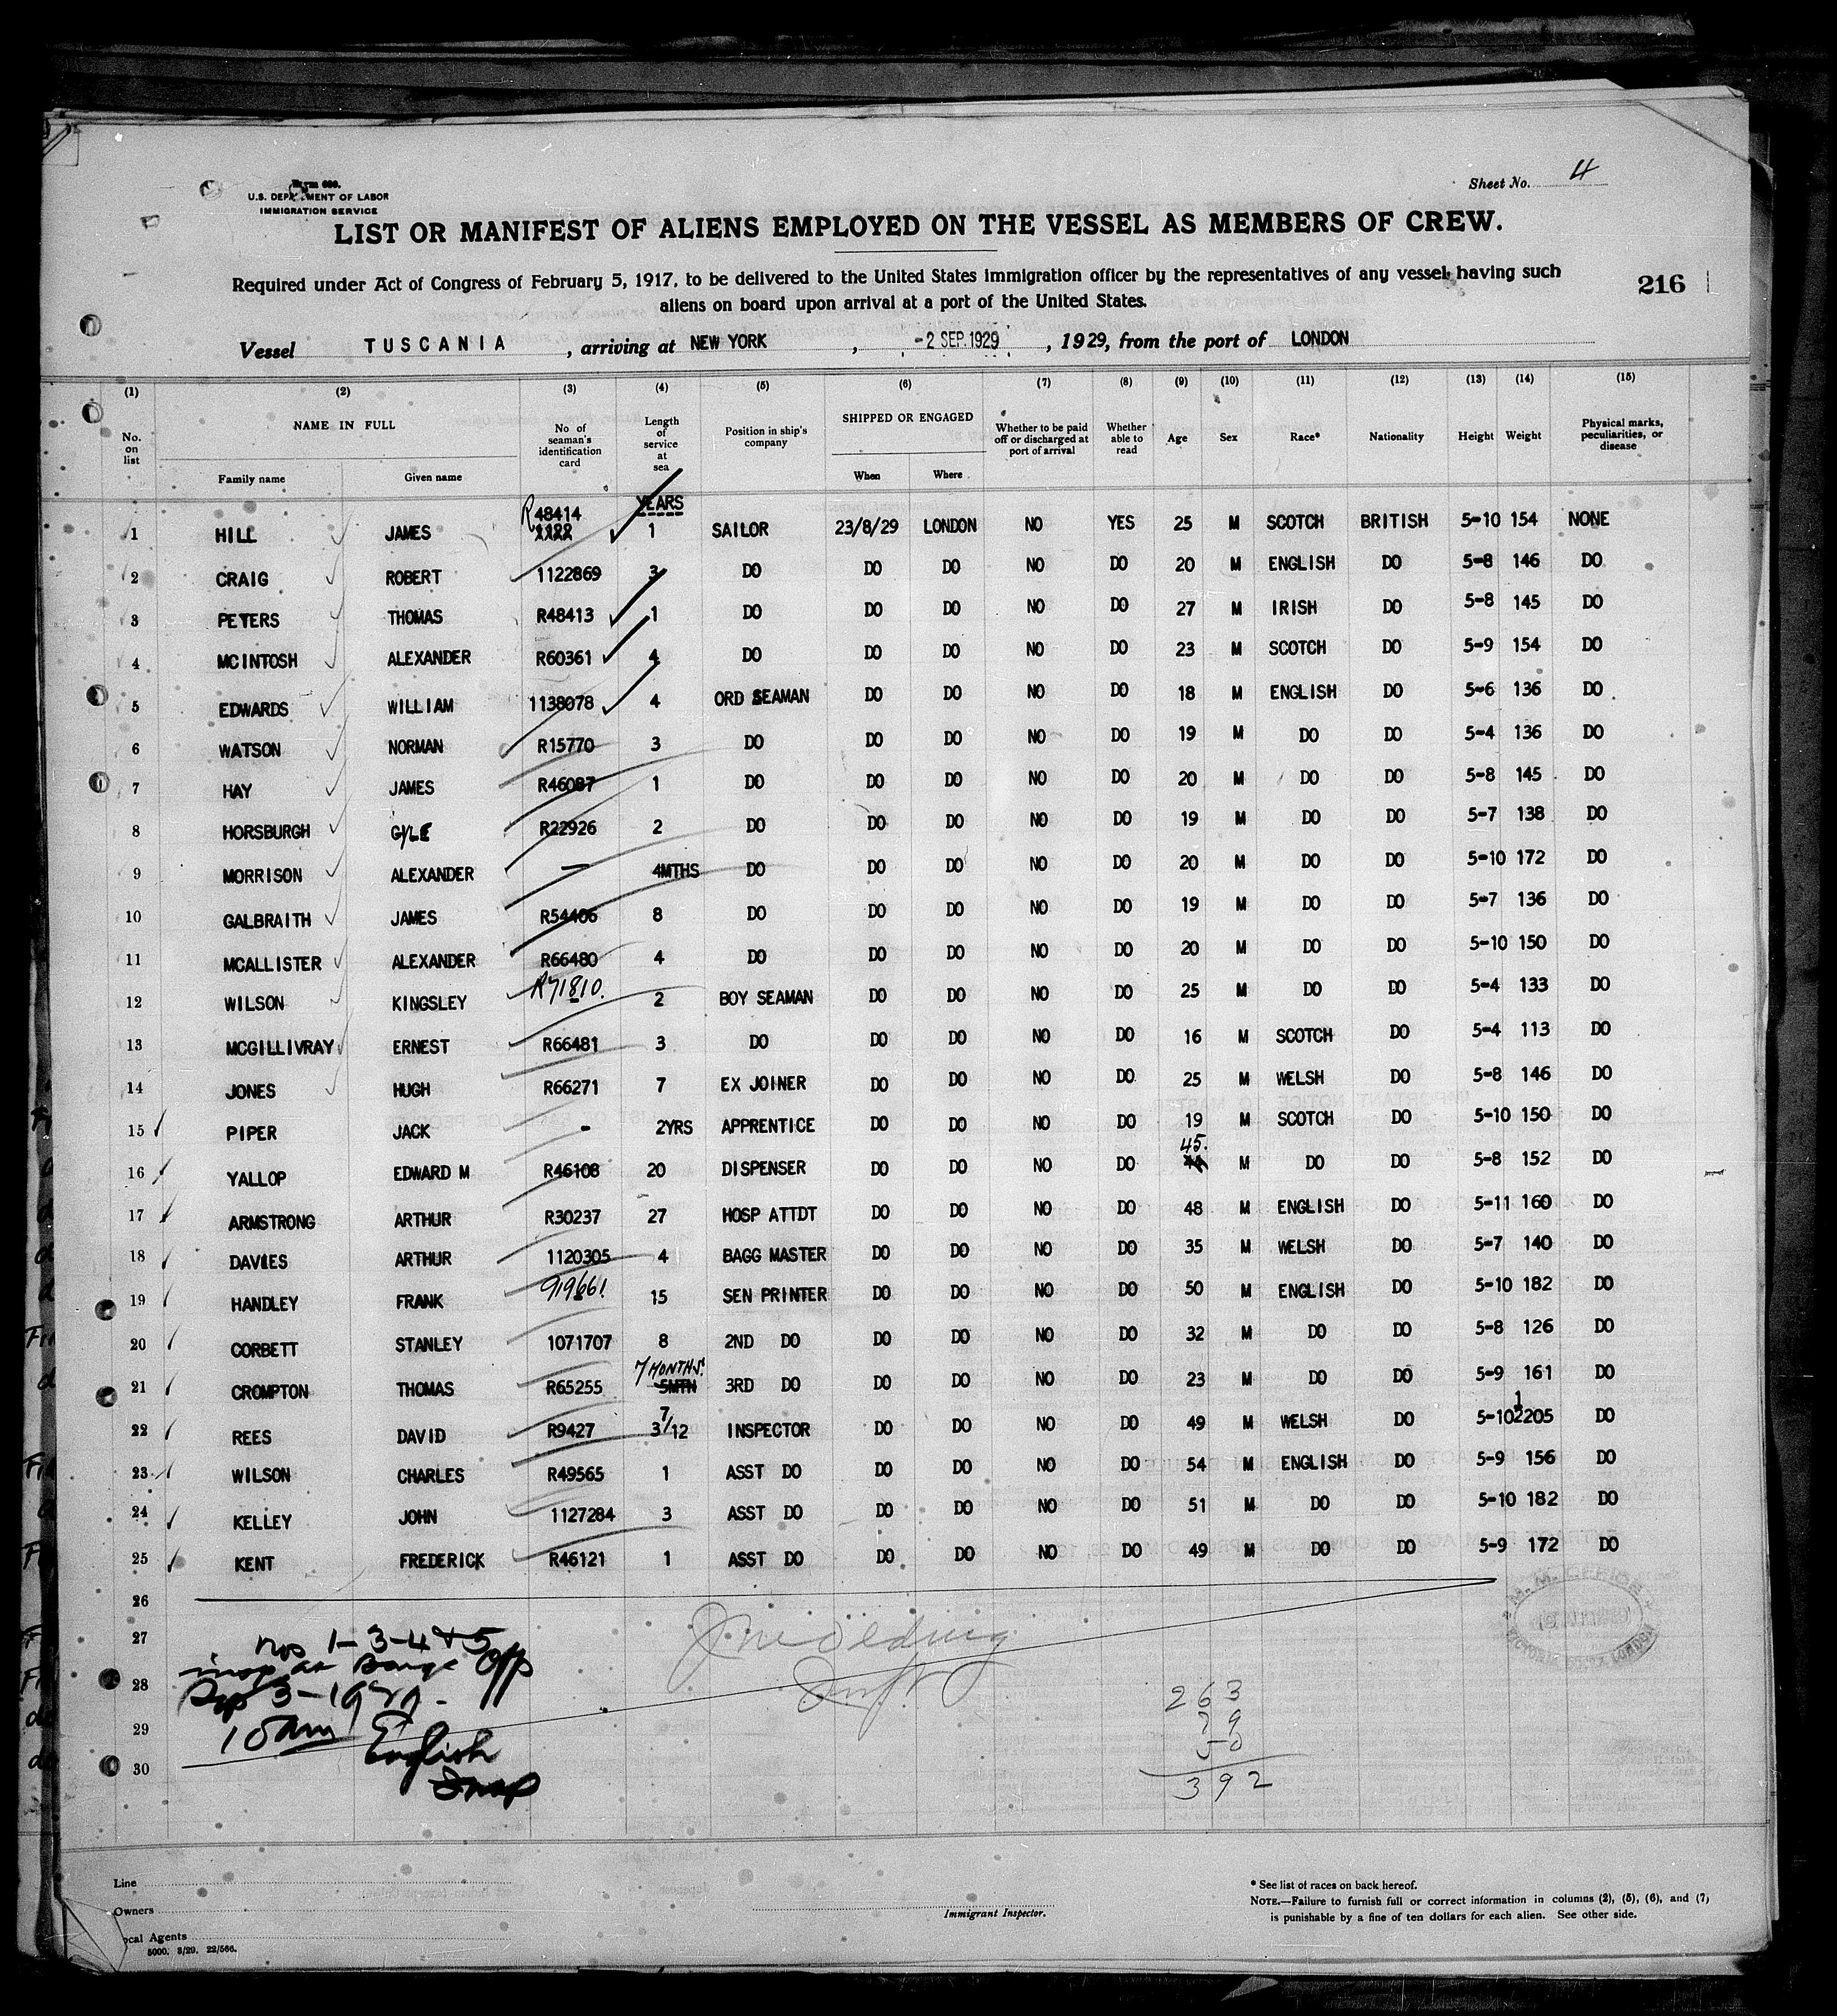 Sheet No. 4
U.S. DEPARTMENT OF LABOR
IMMIGRATION SERVICE
LIST OR MANIFEST OF ALIENS EMPLOYED ON THE VESSEL AS MEMBERS OF CREW.
Required under Act of Congress of February 5, 1917, to be delivered to the United States immigration officer by the representatives of any vessel having such
aliens on board upon arrival at a port of the United States.
216
Vessel TUSCANIA, arriving at NEW YORK, -2 SEP.1929, 1929, from the port of LONDON
(1) (2) (3) (4) (5) (6) (7) (8) (9) (10) (11) (12) (13) (14) (15)
No. on list NAME IN FULL Family name Given name No. of seaman's identification card Length of service at sea Position in ship's company SHIPPED OR ENGAGED When Where Whether to be paid off or discharged at port of arrival Whether able to read Age Sex Race* Nationality Height Weight Physical marks, peculiarities, or disease
YEARS
1 HILL JAMES R48414 1 SAILOR 23/8/29 LONDON NO YES 25 M SCOTCH BRITISH 5-10 154 NONE
2 CRAIG ROBERT 1122869 3 DO DO DO NO DO 20 M ENGLISH DO 5-8 146 DO
3 PETERS THOMAS R48413 1 DO DO DO NO DO 27 M IRISH DO 5-8 145 DO
4 MCINTOSH ALEXANDER R60361 4 DO DO DO NO DO 23 M SCOTCH DO 5-9 154 DO
5 EDWARDS WILLIAM 1138078 4 ORD SEAMAN DO DO NO DO 18 M ENGLISH DO 5-6 136 DO
6 WATSON NORMAN R15770 3 DO DO DO NO DO 19 M DO DO 5-4 136 DO
7 HAY JAMES R46087 1 DO DO DO NO DO 20 M DO DO 5-8 145 DO
8 HORSBURGH GYLE R22926 2 DO DO DO NO DO 19 M DO DO 5-7 138 DO
9 MORRISON ALEXANDER — 4MTHS DO DO DO NO DO 20 M DO DO 5-10 172 DO
10 GALBRAITH JAMES R54406 8 DO DO DO NO DO 19 M DO DO 5-7 136 DO
11 MCALLISTER ALEXANDER R66480 4 DO DO DO NO DO 20 M DO DO 5-10 150 DO
12 WILSON KINGSLEY R71810. 2 BOY SEAMAN DO DO NO DO 25 M DO DO 5-4 133 DO
13 MCGILLIVRAY ERNEST R66481 3 DO DO DO NO DO 16 M SCOTCH DO 5-4 113 DO
14 JONES HUGH R66271 7 EX JOINER DO DO NO DO 25 M WELSH DO 5-8 146 DO
15 PIPER JACK - 2YRS APPRENTICE DO DO NO DO 19 M SCOTCH DO 5-10 150 DO
16 YALLOP EDWARD M R46108 20 DISPENSER DO DO NO DO 45. M DO DO 5-8 152 DO
17 ARMSTRONG ARTHUR R30237 27 HOSP ATTDT DO DO NO DO 48 M ENGLISH DO 5-11 160 DO
18 DAVIES ARTHUR 1120305 4 BAGG MASTER DO DO NO DO 35 M WELSH DO 5-7 140 DO
19 HANDLEY FRANK 919661. 15 SEN PRINTER DO DO NO DO 50 M ENGLISH DO 5-10 182 DO
20 CORBETT STANLEY 1071707 8 2ND DO DO DO NO DO 32 M DO DO 5-8 126 DO
21 CROMPTON THOMAS R65255 7 MONTHS. 5MTH 3RD DO DO DO NO DO 23 M DO DO 5-9 161 DO
22 REES DAVID R9427 3 7/12 INSPECTOR DO DO NO DO 49 M WELSH DO 5-10 1/2 205 DO
23 WILSON CHARLES R49565 1 ASST DO DO DO NO DO 54 M ENGLISH DO 5-9 156 DO
24 KELLEY JOHN 1127284 3 ASST DO DO DO NO DO 51 M DO DO 5-10 182 DO
25 KENT FREDERICK R46121 1 ASST DO DO DO NO DO 49 M DO DO 5-9 172 DO
26
27
28
29
30
nos 1-3-4 & 5
insp at Barge Off
Sep 3-1929-
10 am English
Insp
263
79
50
392
Line
Owners
Local Agents
5000. 3/29. 22/566.
Immigrant Inspector.
* See list of races on back hereof.
NOTE.—Failure to furnish full or correct information in columns (2), (5), (6), and (7)
is punishable by a fine of ten dollars for each alien. See other side.